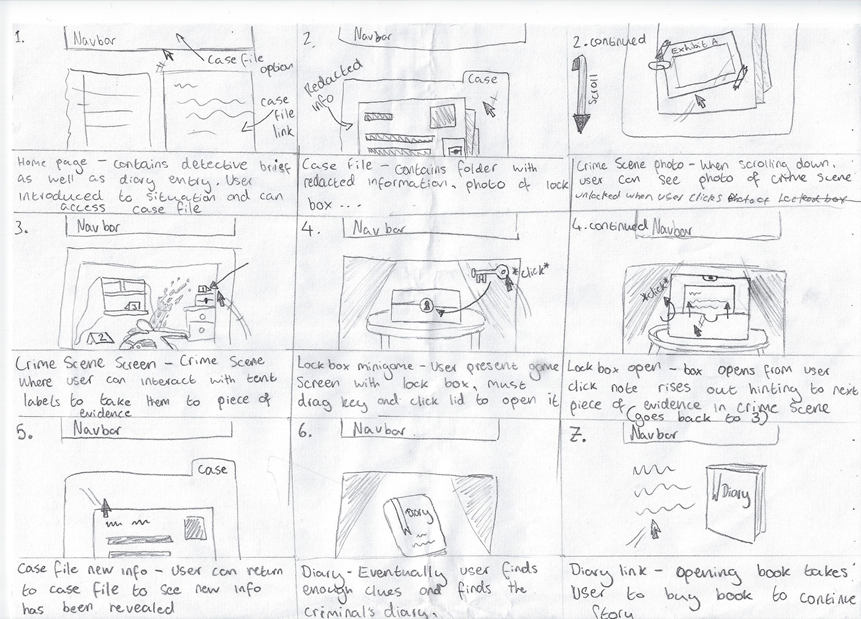 1.
Navbar
case file
option
case
file
link
Home page - contains detective brief
as well as diary entry. User
introduced to situation and can
access case file
2.
Navbar
Redacted
info
Case
Case File - Contains folder with
redacted information, photo of lock
box ...
2. continued
Exhibit A
Scroll
Crime Scene photo - When scrolling down,
user can see photo of crime scene
unlocked when user clicks photo of Locked box
3.
Navbar
1
2
3
Crime Scene Screen - Crime Scene
where user can interact with tent
labels to take them to piece of
evidence
4.
Navbar
*click*
Lock box minigame - User present game
Screen with lock box, must
drag key and click lid to open it
4. continued
Navbar
*click*
Lock box open - box opens from user
click note rises out hinting to next
piece of evidence in Crime Scene
(goes back to 3)
5.
Navbar
Case
Case file new info - User can return
to case file to see new info
has been revealed
6.
Navbar
Diary
Diary - Eventually user finds
enough clues and finds the
criminal's diary.
7.
Navbar
Diary
Diary link - opening book takes
User to buy book to continue
Story